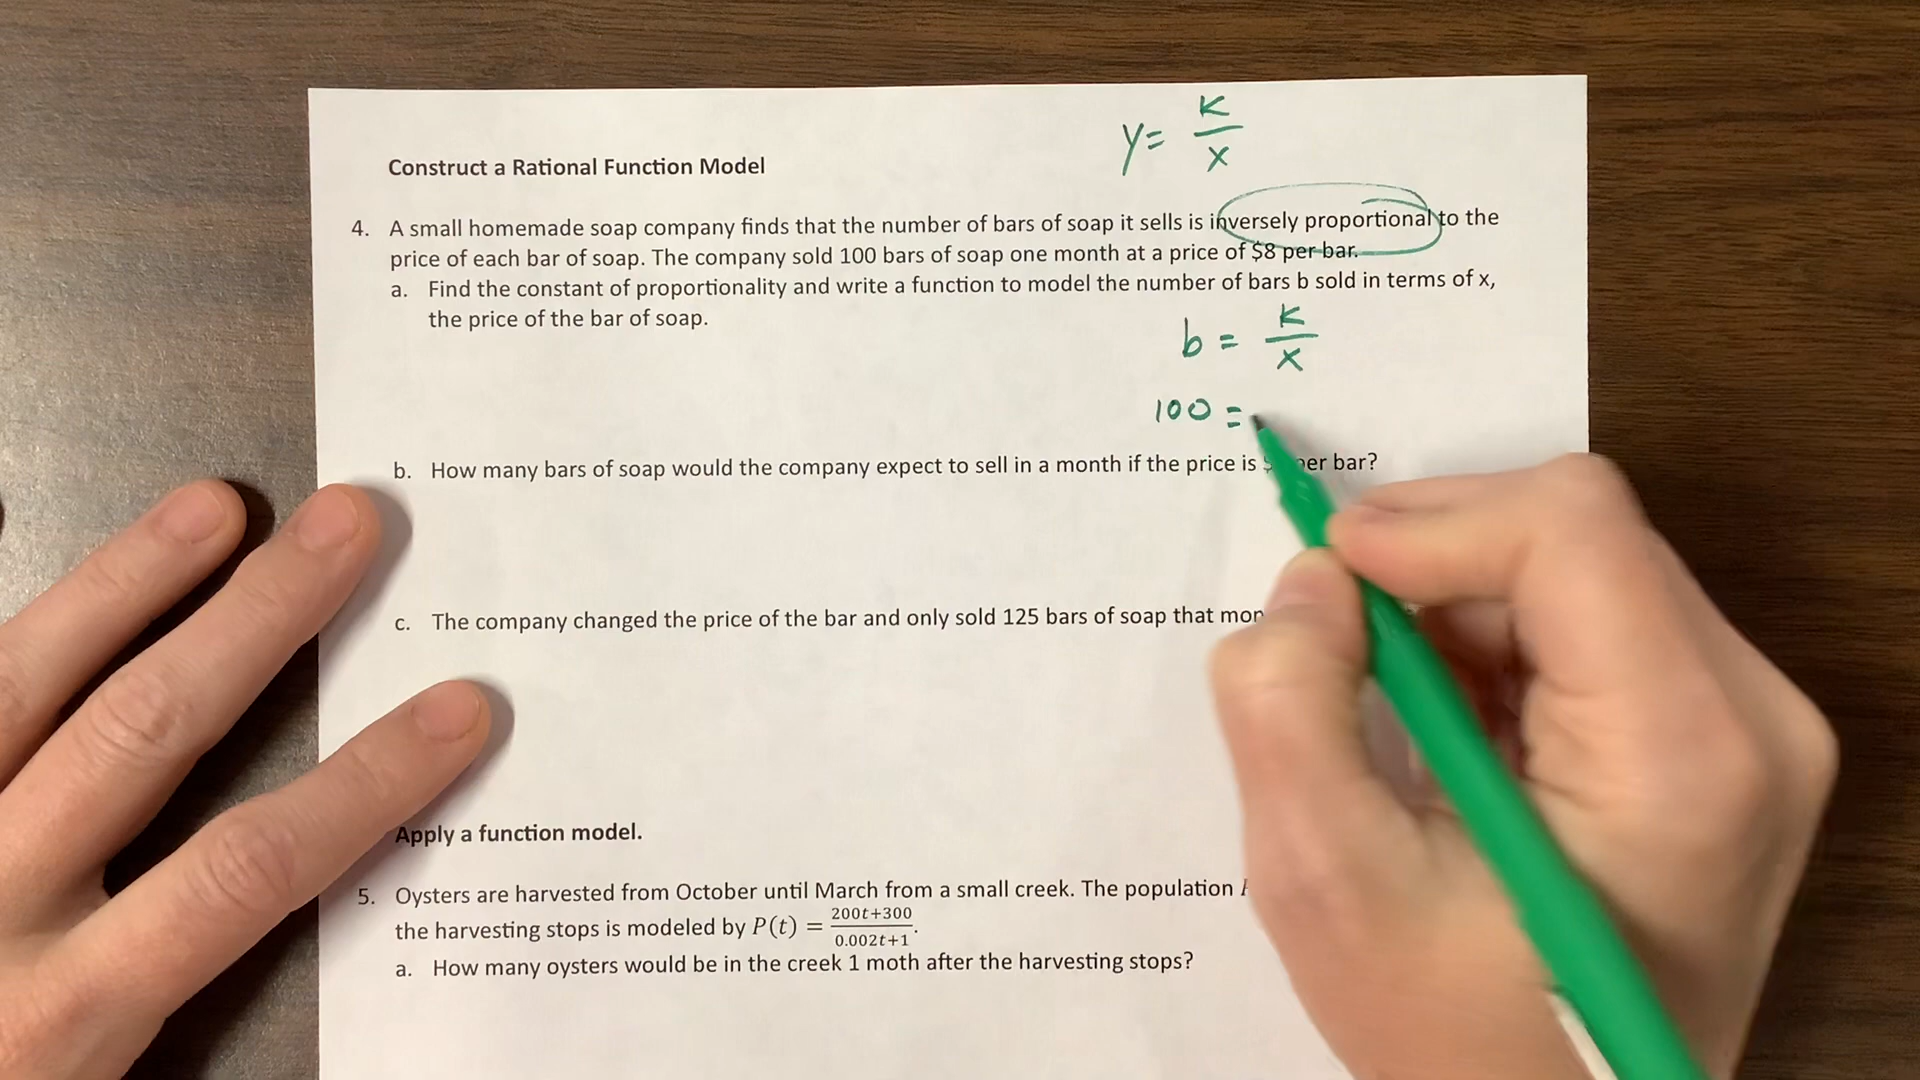 y = K/x
Construct a Rational Function Model
4. A small homemade soap company finds that the number of bars of soap it sells is inversely proportional to the
price of each bar of soap. The company sold 100 bars of soap one month at a price of $8 per bar.
a. Find the constant of proportionality and write a function to model the number of bars b sold in terms of x,
the price of the bar of soap.
b = K/x
100 =
b. How many bars of soap would the company expect to sell in a month if the price is per bar?
c. The company changed the price of the bar and only sold 125 bars of soap that
Apply a function model.
5. Oysters are harvested from October until March from a small creek. The population
the harvesting stops is modeled by P(t) = 200t+300/0.002t+1.
a. How many oysters would be in the creek 1 moth after the harvesting stops?